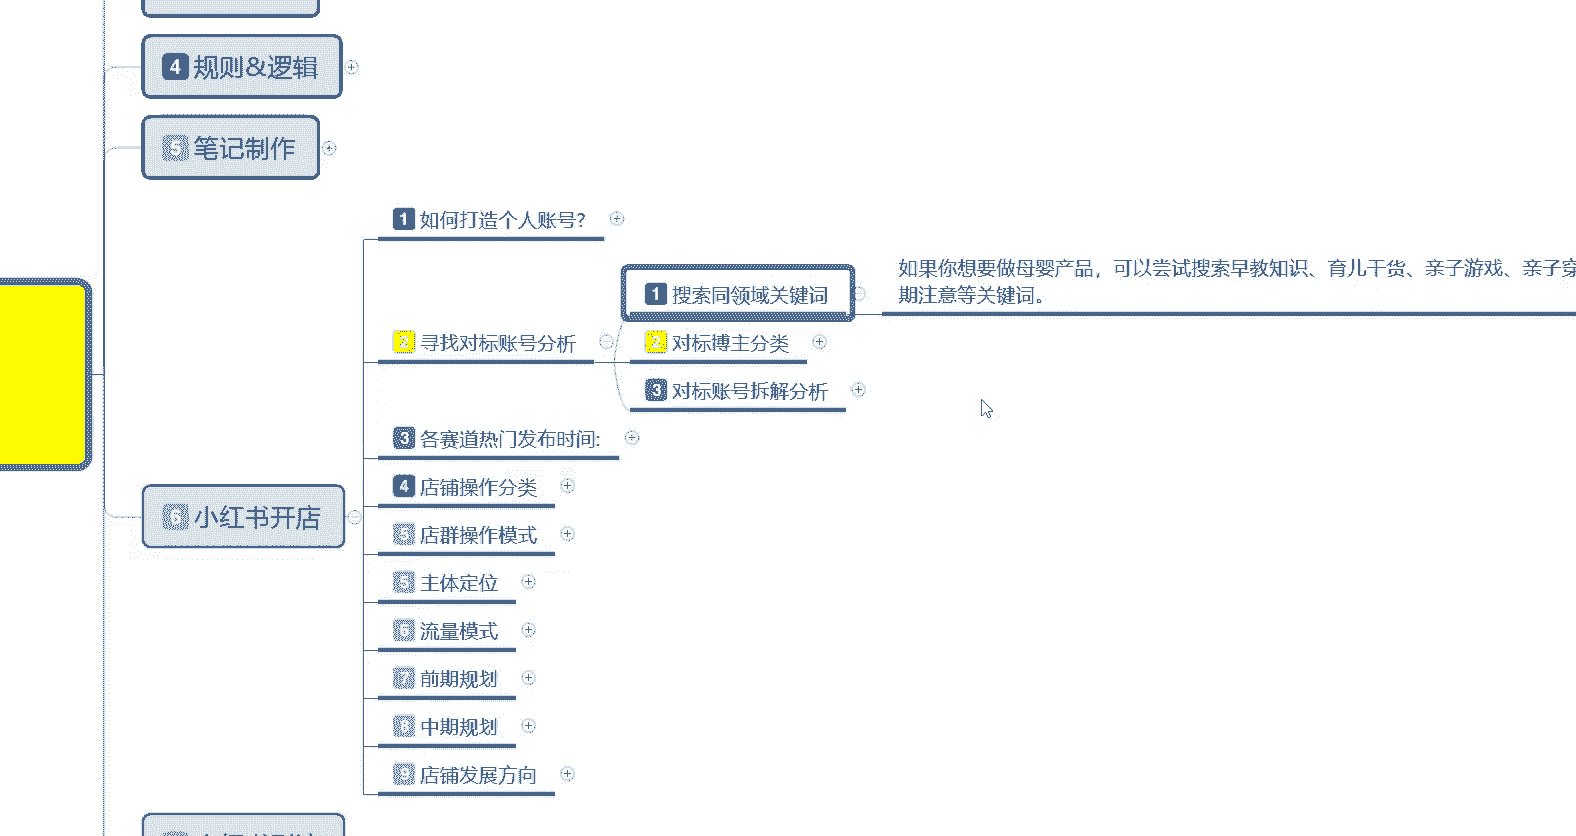 4 规则&逻辑
5 笔记制作
1 如何打造个人账号?
1 搜索同领域关键词
如果你想要做母婴产品，可以尝试搜索早教知识、育儿干货、亲子游戏、亲子穿
期注意等关键词。
2 寻找对标账号分析
2 对标博主分类
3 对标账号拆解分析
3 各赛道热门发布时间:
4 店铺操作分类
6 小红书开店
5 店群操作模式
5 主体定位
6 流量模式
7 前期规划
8 中期规划
9 店铺发展方向